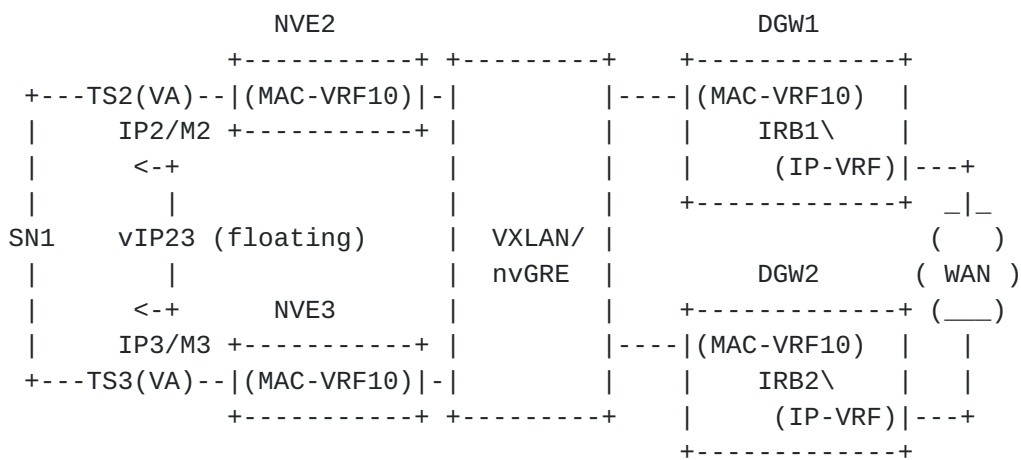 NVE2                           DGW1
             +-----------+ +---------+    +-------------+
 +---TS2(VA)--|(MAC-VRF10)|-|         |----|(MAC-VRF10)  |
 |     IP2/M2 +-----------+ |         |    |    IRB1\    |
 |      <-+                 |         |    |     (IP-VRF)|---+
 |        |                 |         |    +-------------+  _|_
SN1    vIP23 (floating)     |  VXLAN/ |                    (   )
 |        |                 |  nvGRE  |         DGW2      ( WAN )
 |      <-+      NVE3       |         |    +-------------+ (___)
 |     IP3/M3 +-----------+ |         |----|(MAC-VRF10)  |   |
 +---TS3(VA)--|(MAC-VRF10)|-|         |    |    IRB2\    |   |
              +-----------+ +---------+    |     (IP-VRF)|---+
                                           +-------------+